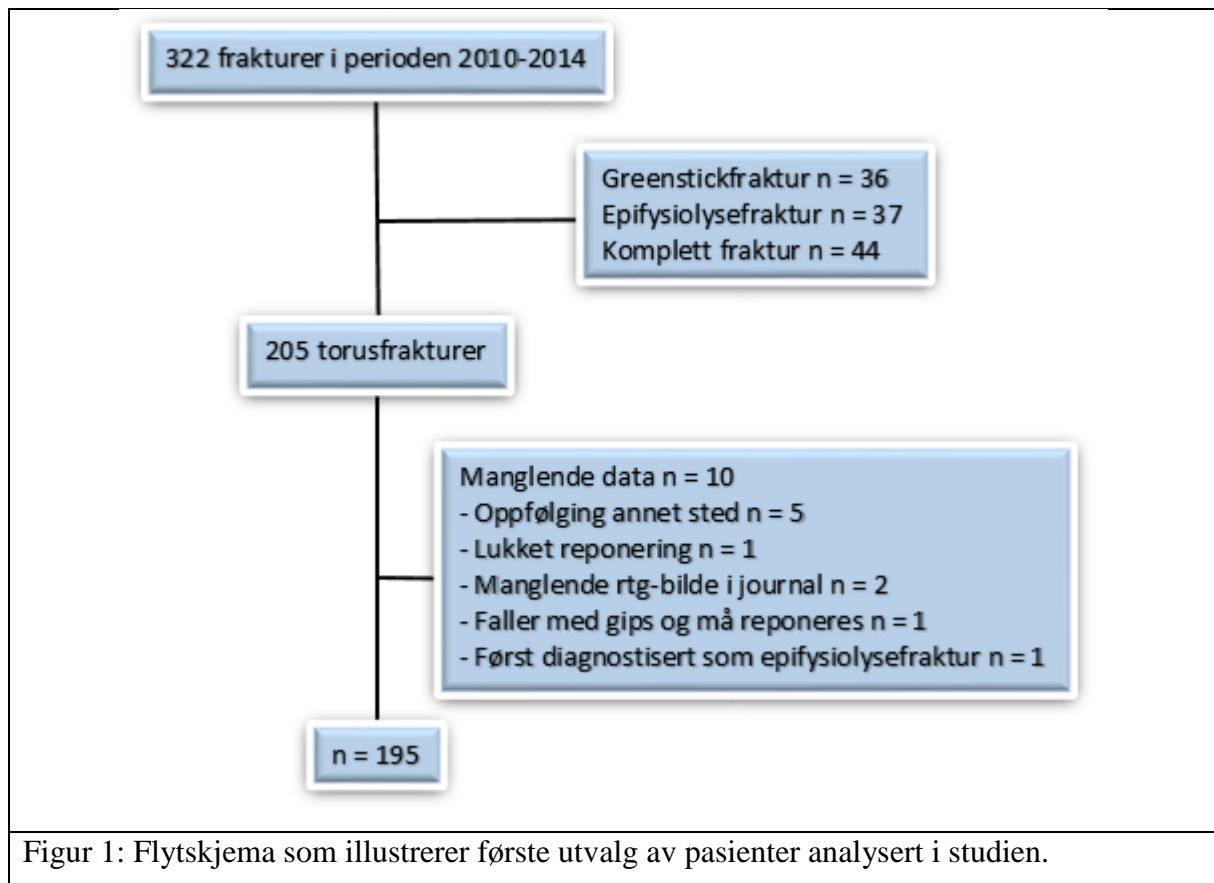 322 frakturer i perioden 2010-2014
Greenstickfraktur n = 36
Epifysiolysefraktur n = 37
Komplett fraktur n = 44
205 torusfrakturer
Manglende data n = 10
- Oppfølging annet sted n = 5
- Lukket reponering n = 1
- Manglende rtg-bilde i journal n = 2
- Faller med gips og må reponeres n = 1
- Først diagnostisert som epifysiolysefraktur n = 1
n = 195
Figur 1: Flytskjema som illustrerer første utvalg av pasienter analysert i studien.